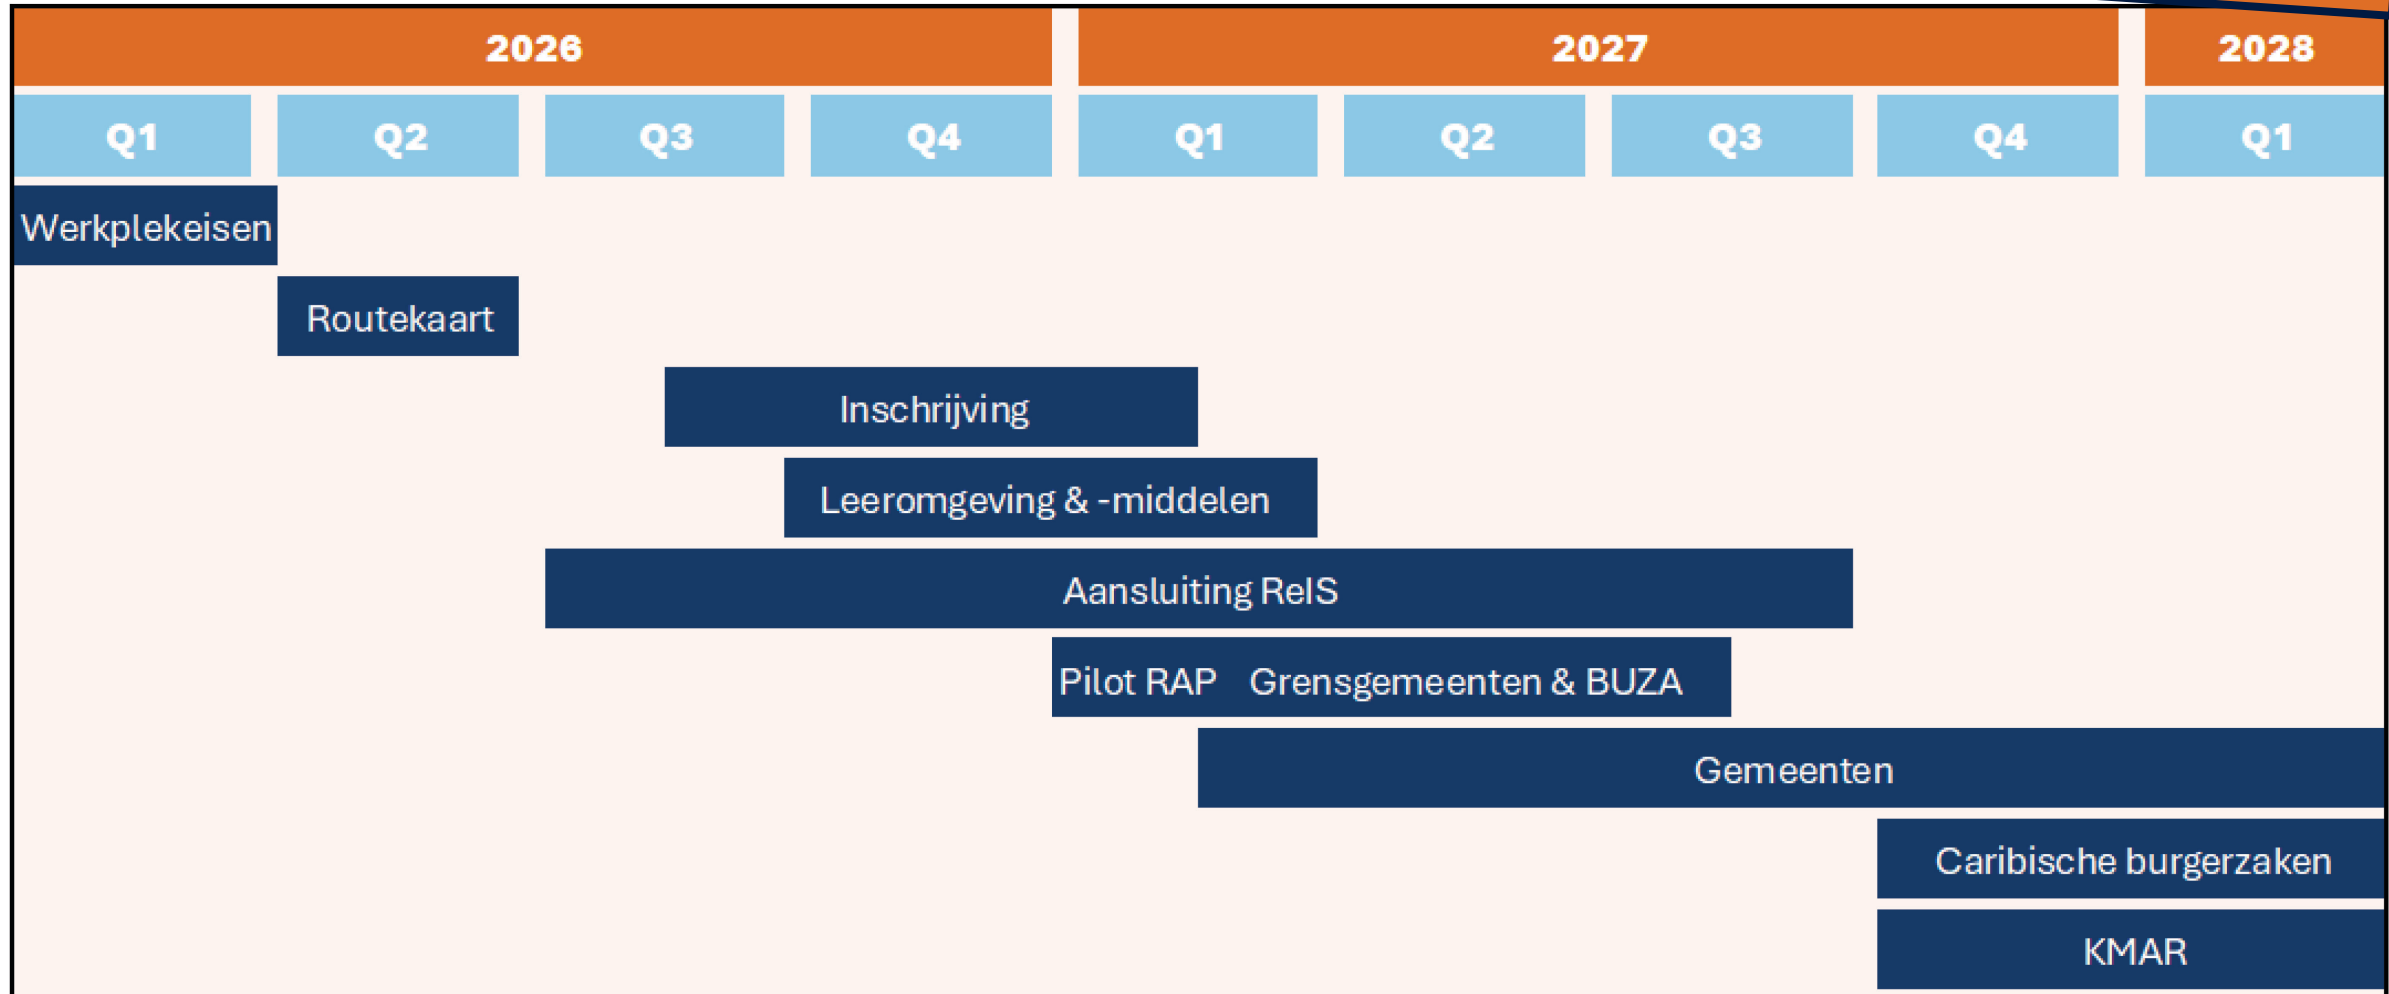 2026 2027 2028
Q1 Q2 Q3 Q4 Q1 Q2 Q3 Q4 Q1
Werkplekeisen
Routekaart
Inschrijving
Leeromgeving & -middelen
Aansluiting ReIS
Pilot RAP Grensgemeenten & BUZA
Gemeenten
Caribische burgerzaken
KMAR